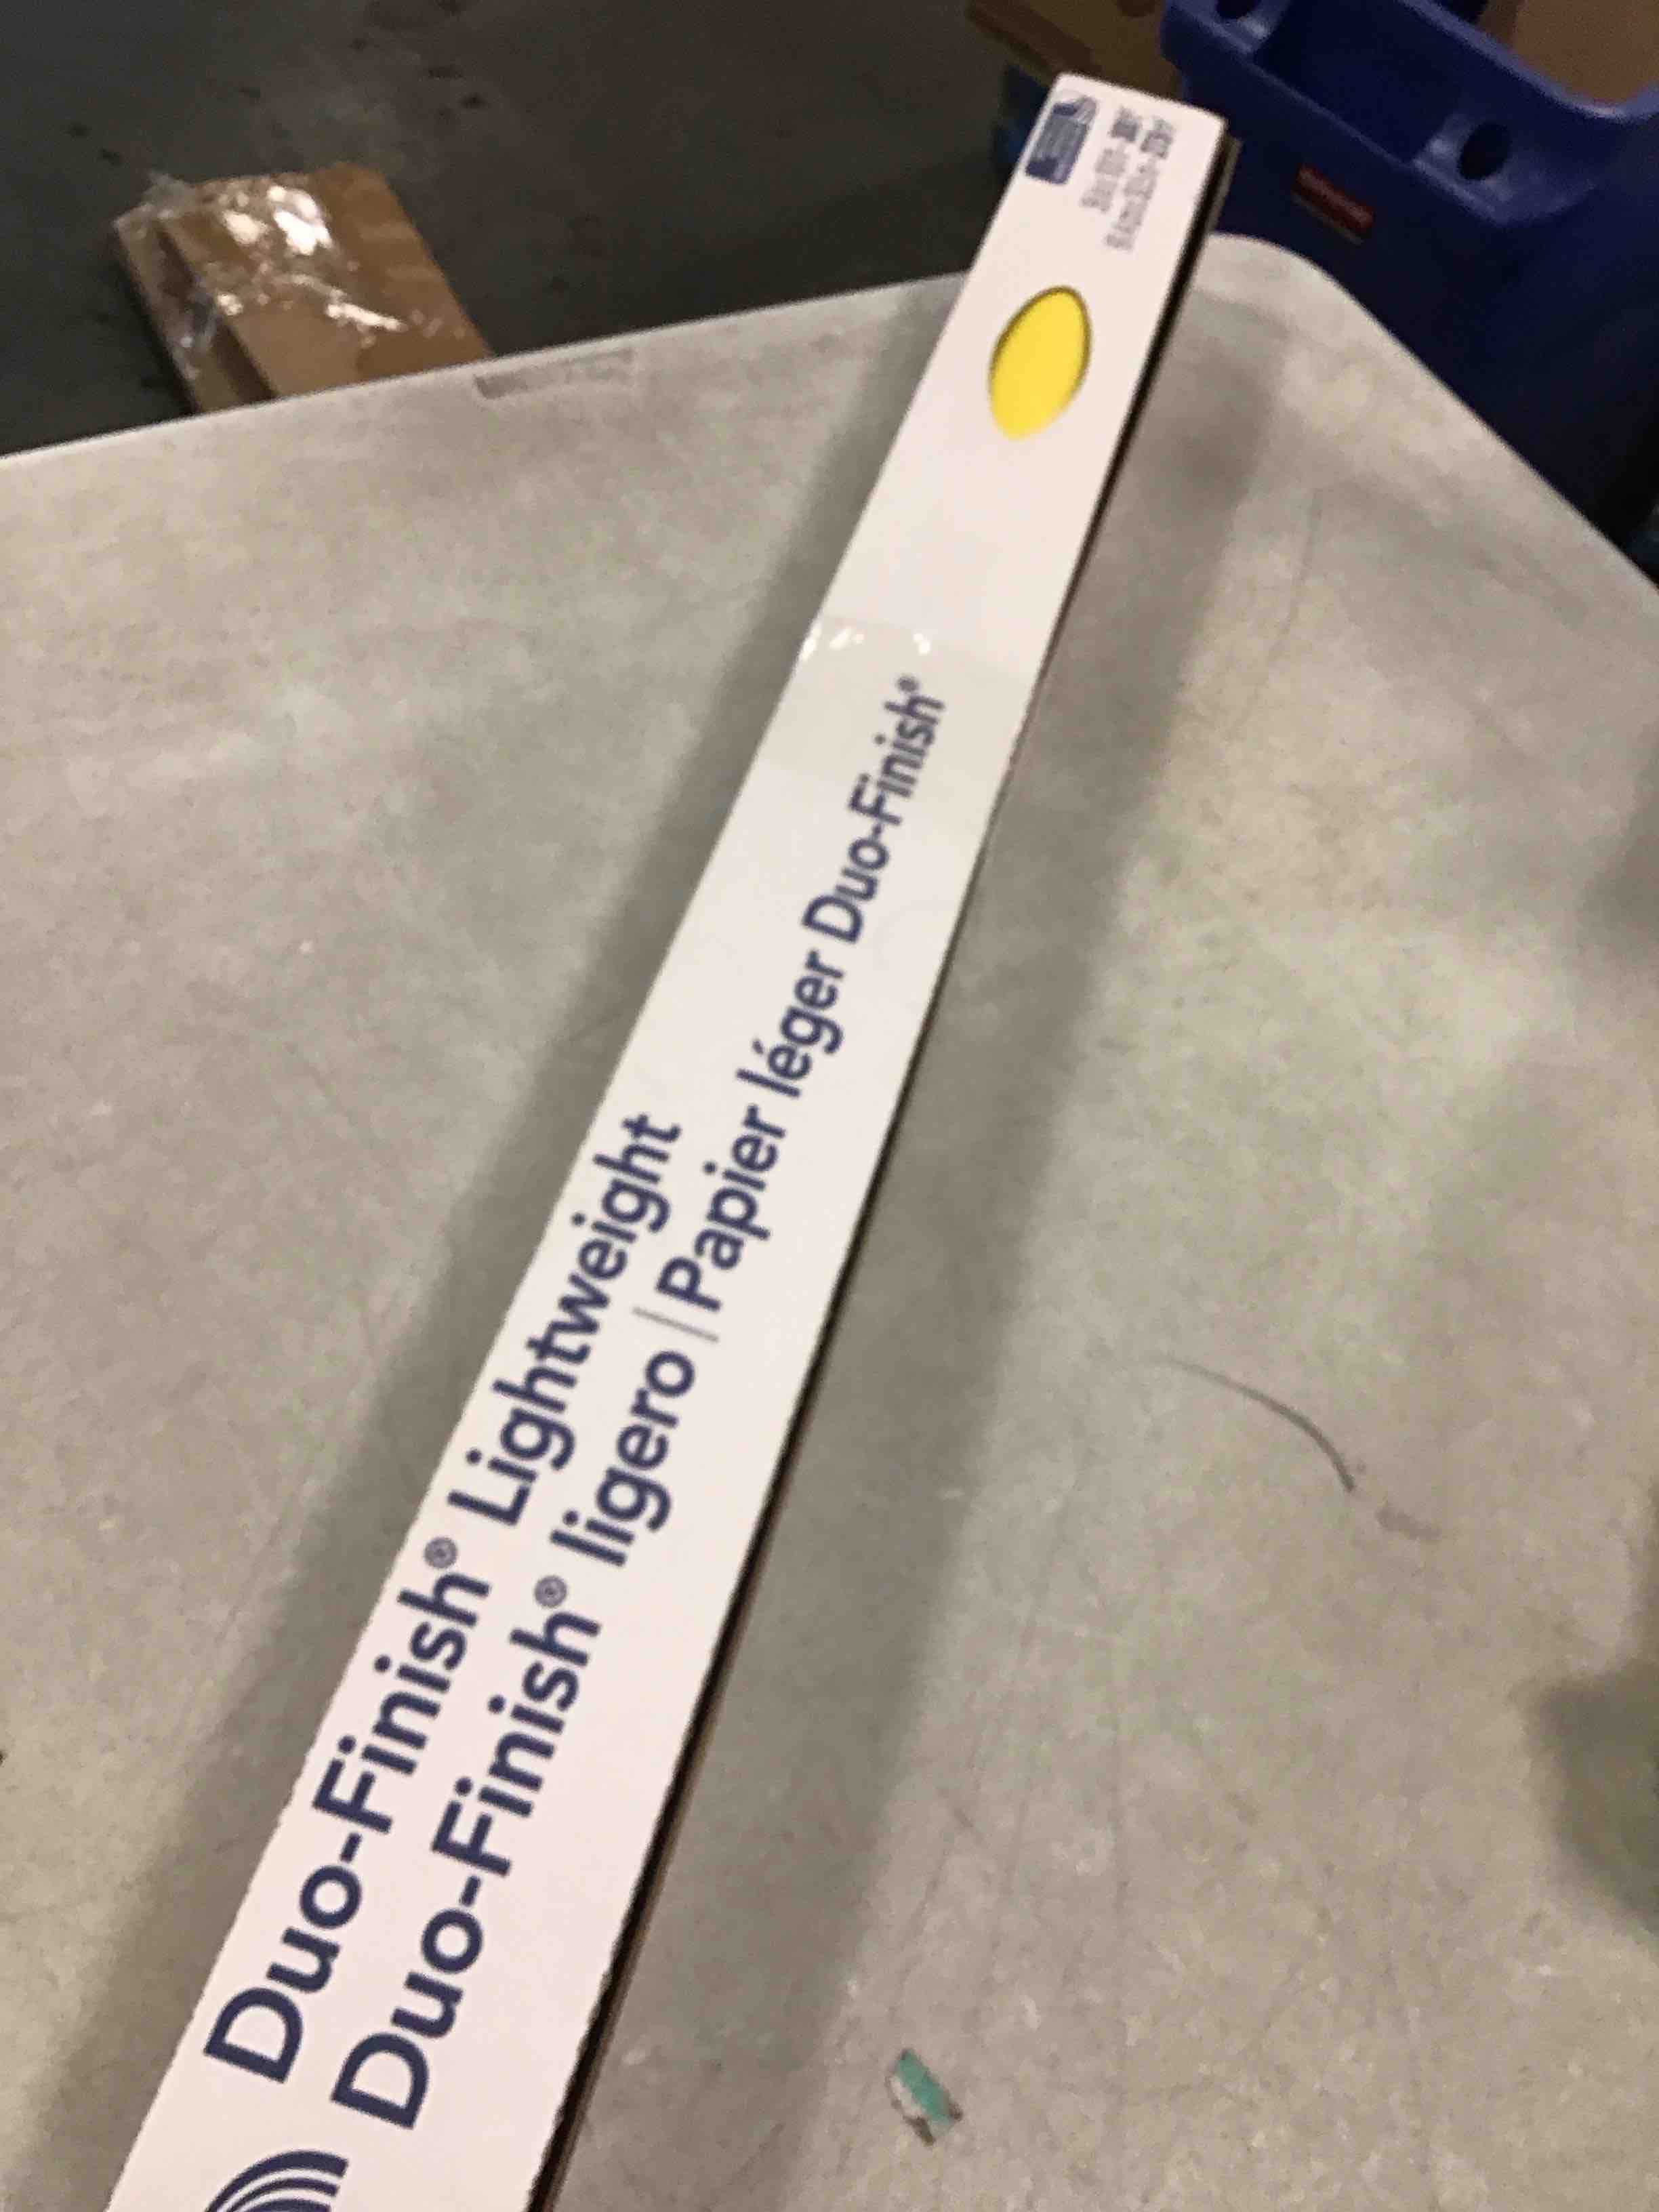 Duo-Finish® Lightweight
Duo-Finish® ligero | Papier léger Duo-Finish®